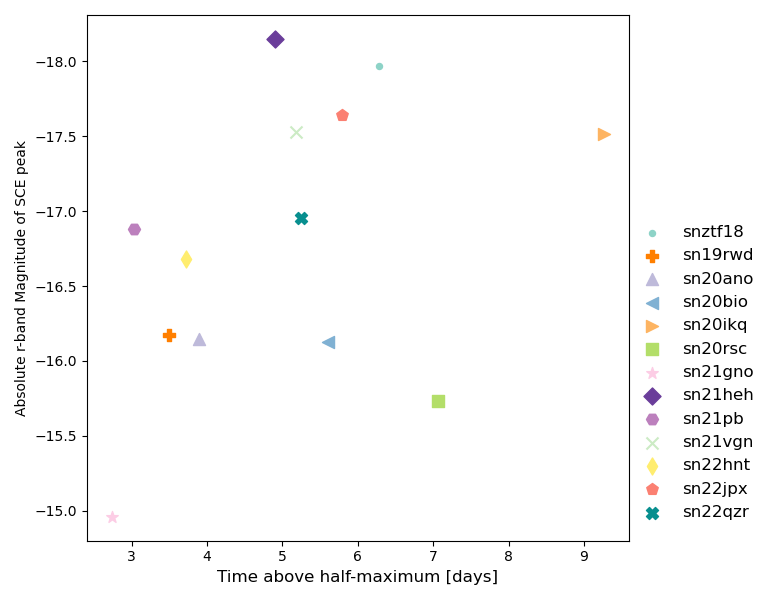 −18.0
−17.5
−17.0
−16.5
−16.0
−15.5
−15.0
Absolute r-band Magnitude of SCE peak
3 4 5 6 7 8 9
Time above half-maximum [days]
snztf18
sn19rwd
sn20ano
sn20bio
sn20ikq
sn20rsc
sn21gno
sn21heh
sn21pb
sn21vgn
sn22hnt
sn22jpx
sn22qzr